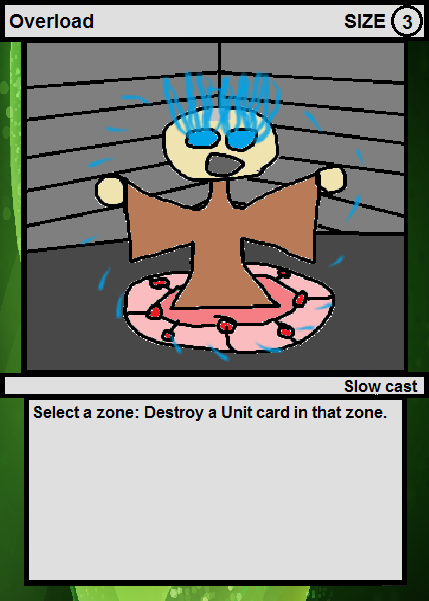 Overload SIZE 3
Slow cast
Select a zone: Destroy a Unit card in that zone.